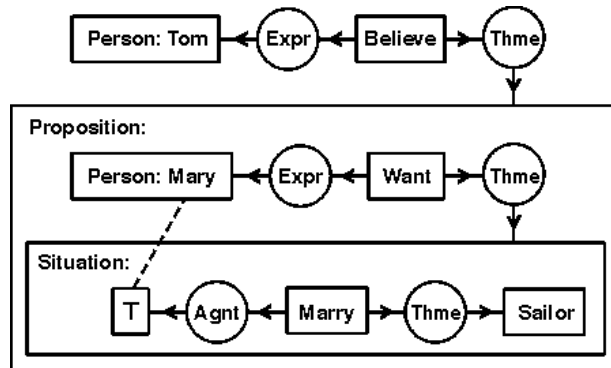 Person: Tom Expr Believe Thme
Proposition:
Person: Mary Expr Want Thme
Situation:
T Agnt Marry Thme Sailor